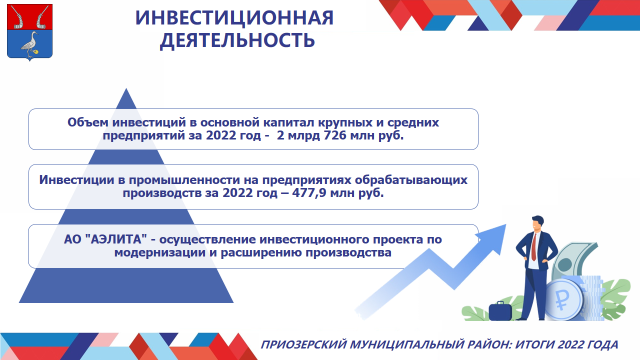 ИНВЕСТИЦИОННАЯ
ДЕЯТЕЛЬНОСТЬ
Объем инвестиций в основной капитал крупных и средних
предприятий за 2022 год - 2 млрд 726 млн руб.
Инвестиции в промышленности на предприятиях обрабатывающих
производств за 2022 год – 477,9 млн руб.
АО "АЭЛИТА" - осуществление инвестиционного проекта по
модернизации и расширению производства
₽
ПРИОЗЕРСКИЙ МУНИЦИПАЛЬНЫЙ РАЙОН: ИТОГИ 2022 ГОДА